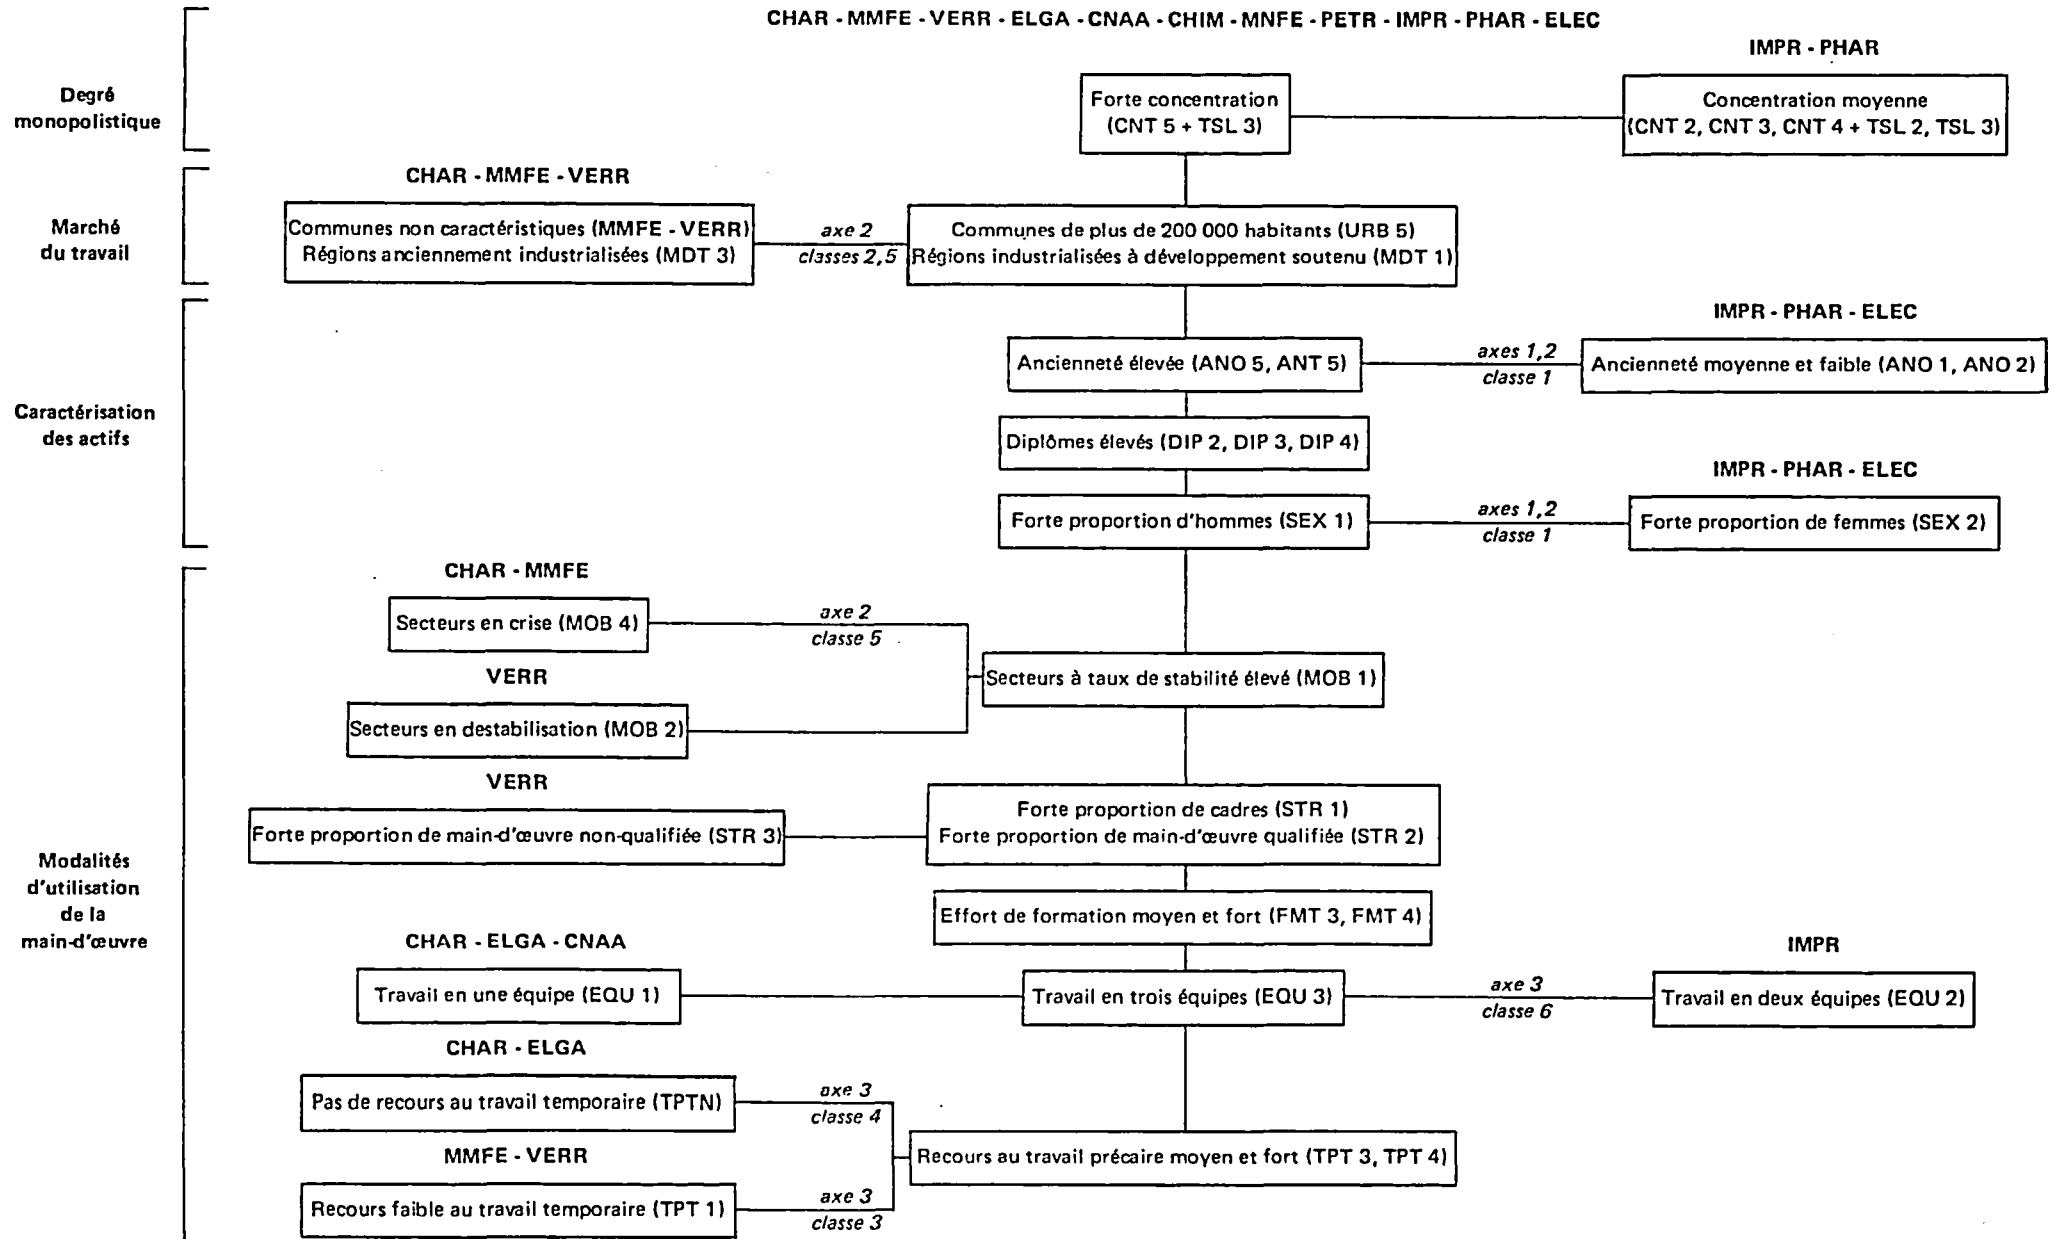 CHAR - MMFE - VERR - ELGA - CNAA - CHIM - MNFE - PETR - IMPR - PHAR - ELEC
IMPR - PHAR
Degré
monopolistique
Forte concentration
(CNT 5 + TSL 3)
Concentration moyenne
(CNT 2, CNT 3, CNT 4 + TSL 2, TSL 3)
CHAR - MMFE - VERR
Marché
du travail
Communes non caractéristiques (MMFE - VERR)
Régions anciennement industrialisées (MDT 3)
axe 2
classes 2,5
Communes de plus de 200 000 habitants (URB 5)
Régions industrialisées à développement soutenu (MDT 1)
IMPR - PHAR - ELEC
Ancienneté élevée (ANO 5, ANT 5)
axes 1,2
classe 1
Ancienneté moyenne et faible (ANO 1, ANO 2)
Caractérisation
des actifs
Diplômes élevés (DIP 2, DIP 3, DIP 4)
IMPR - PHAR - ELEC
Forte proportion d'hommes (SEX 1)
axes 1,2
classe 1
Forte proportion de femmes (SEX 2)
CHAR - MMFE
Secteurs en crise (MOB 4)
axe 2
classe 5
VERR
Secteurs à taux de stabilité élevé (MOB 1)
Secteurs en destabilisation (MOB 2)
VERR
Forte proportion de main-d'œuvre non-qualifiée (STR 3)
Forte proportion de cadres (STR 1)
Forte proportion de main-d'œuvre qualifiée (STR 2)
Modalités
d'utilisation
de la
main-d'œuvre
Effort de formation moyen et fort (FMT 3, FMT 4)
CHAR - ELGA - CNAA
IMPR
Travail en une équipe (EQU 1)
Travail en trois équipes (EQU 3)
axe 3
classe 6
Travail en deux équipes (EQU 2)
CHAR - ELGA
Pas de recours au travail temporaire (TPTN)
axe 3
classe 4
MMFE - VERR
Recours au travail précaire moyen et fort (TPT 3, TPT 4)
Recours faible au travail temporaire (TPT 1)
axe 3
classe 3